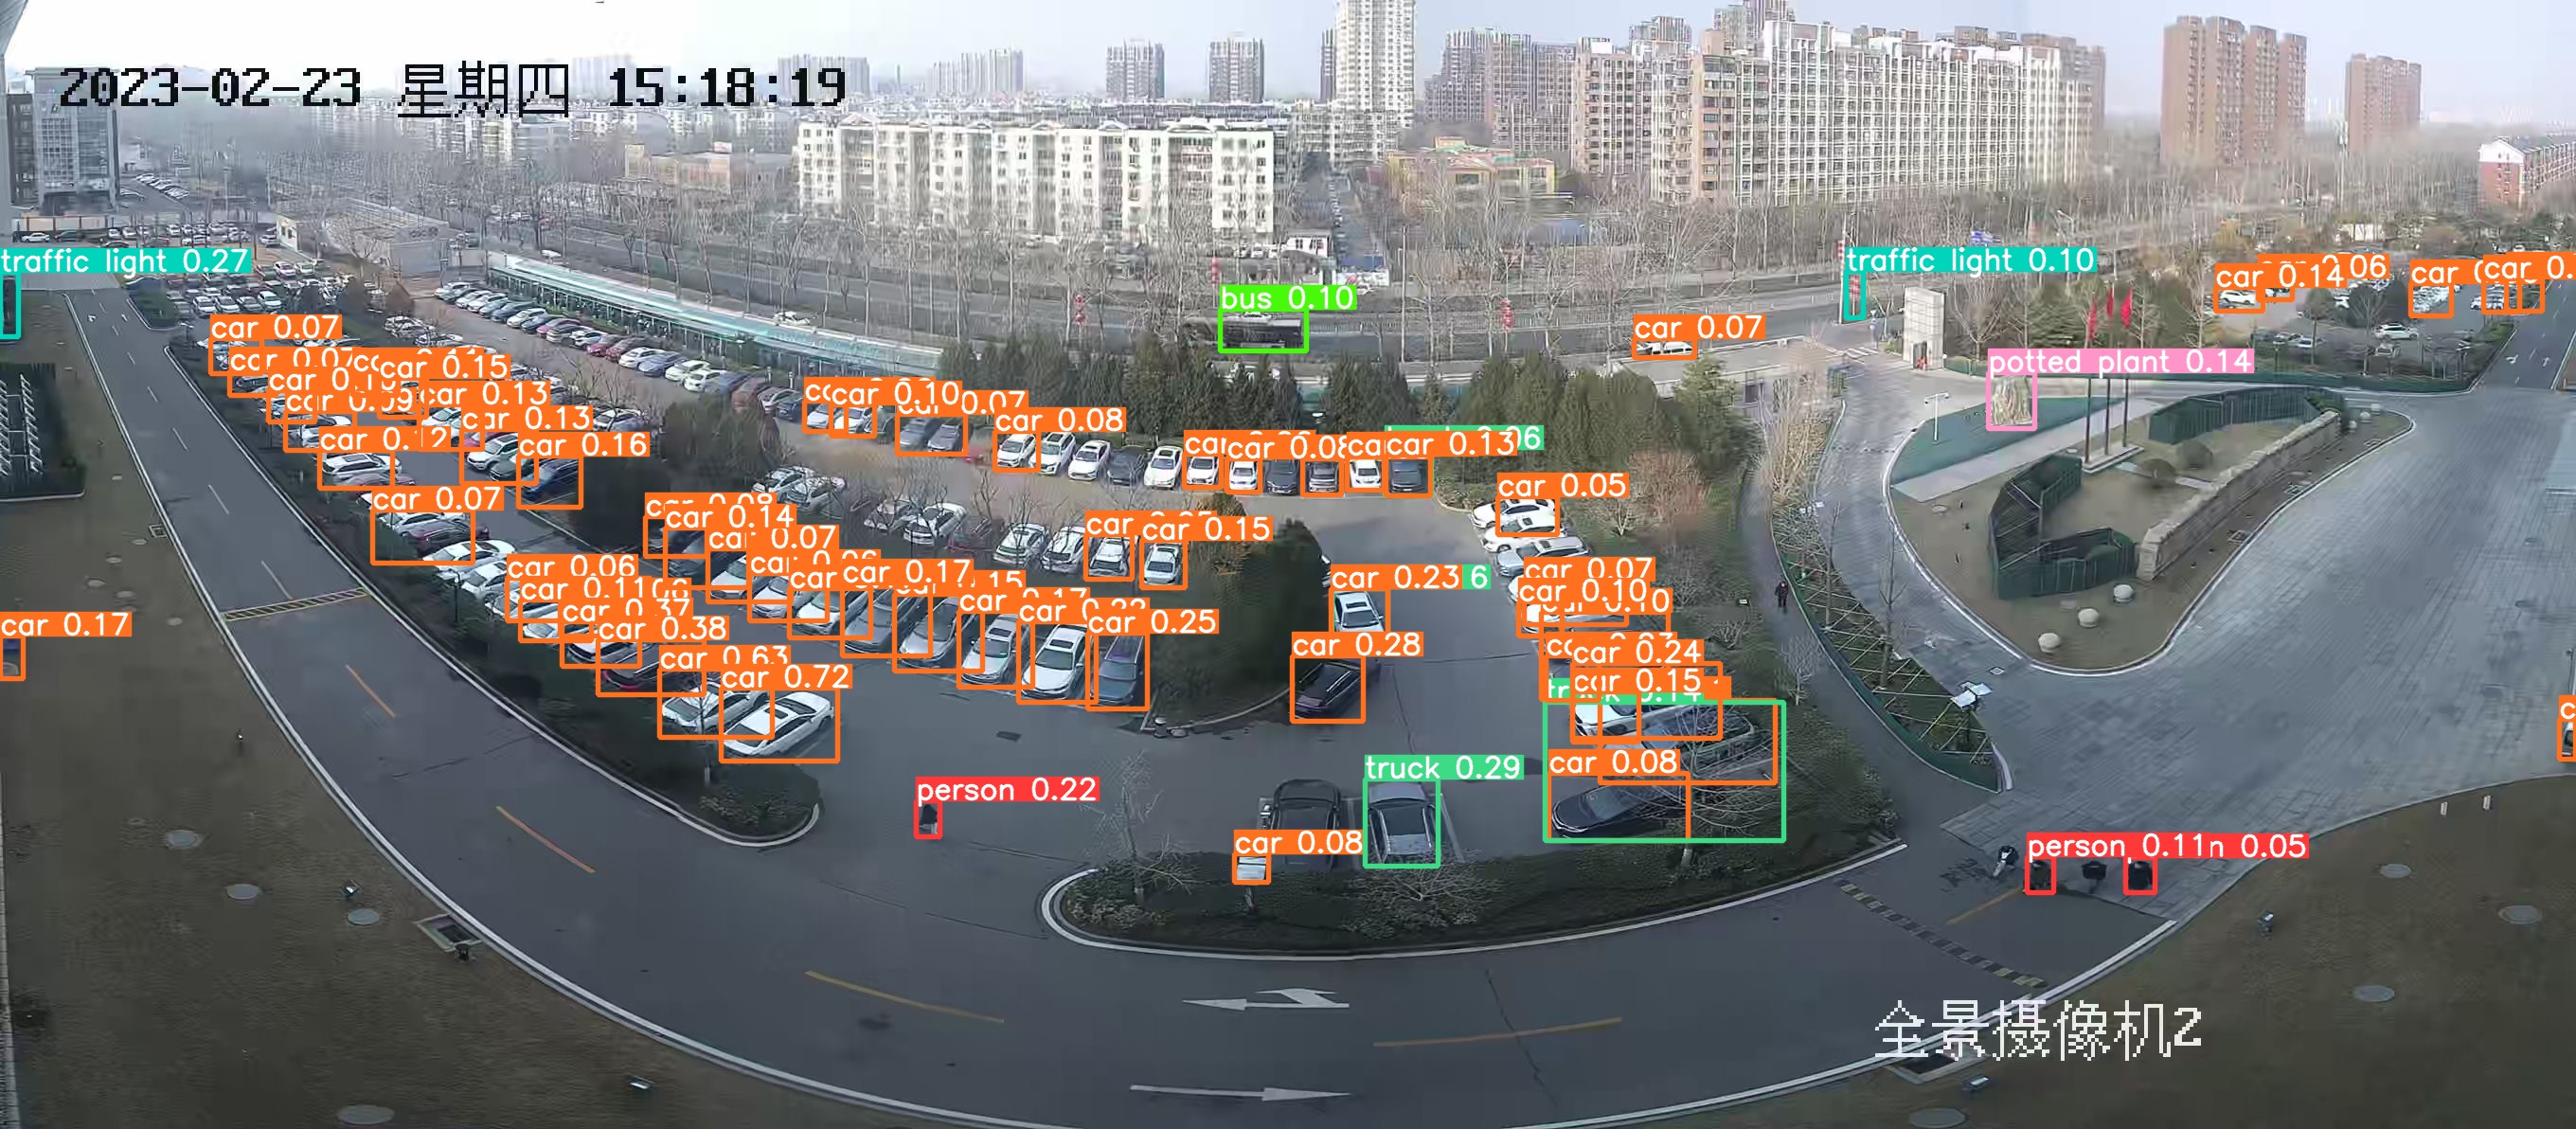 2023-02-23 星期四 15:18:19
traffic light 0.27
traffic light 0.10
car 0.14
bus 0.10
car 0.07
car 0.07
potted plant 0.14
car 0.15
car 0.13
car 0.10
car 0.13
car 0.08
car 0.13
car 0.12
car 0.16
car 0.07
car 0.05
car 0.14
car 0.15
car 0.07
car 0.06
car 0.17
car 0.23
car 0.07
car 0.10
car 0.17
car 0.38
car 0.25
car 0.28
car 0.24
car 0.63
car 0.72
car 0.15
truck 0.29
car 0.08
person 0.22
car 0.08
person 0.11
n 0.05
全景摄像机2